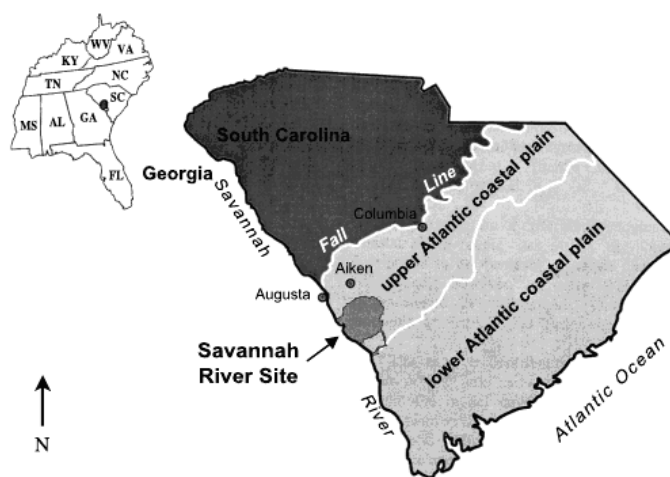 WV
VA
KY
NC
TN
SC
MS
AL
GA
FL
South Carolina
Georgia
Savannah
Fall
Line
Columbia
upper Atlantic coastal plain
Aiken
Augusta
Savannah
River Site
lower Atlantic coastal plain
River
Atlantic Ocean
N